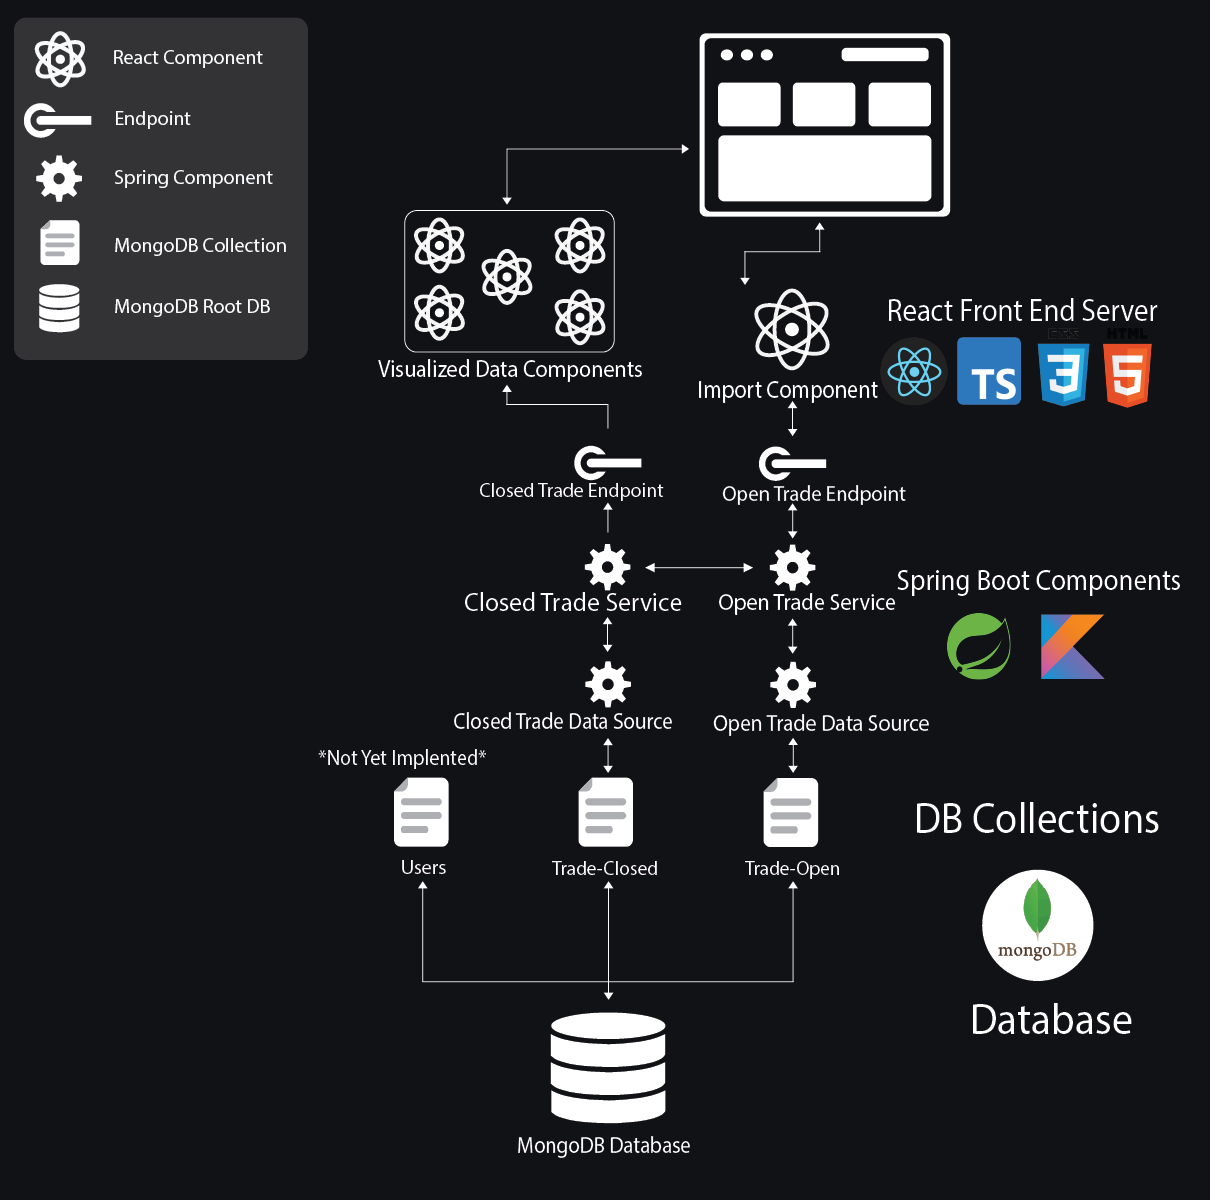 React Component
Endpoint
Spring Component
MongoDB Collection
MongoDB Root DB
Visualized Data Components
Import Component
React Front End Server
TS
CSS
3
HTML
5
Closed Trade Endpoint
Open Trade Endpoint
Closed Trade Service
Open Trade Service
Spring Boot Components
Closed Trade Data Source
Open Trade Data Source
*Not Yet Implented*
Users
Trade-Closed
Trade-Open
DB Collections
mongoDB
Database
MongoDB Database